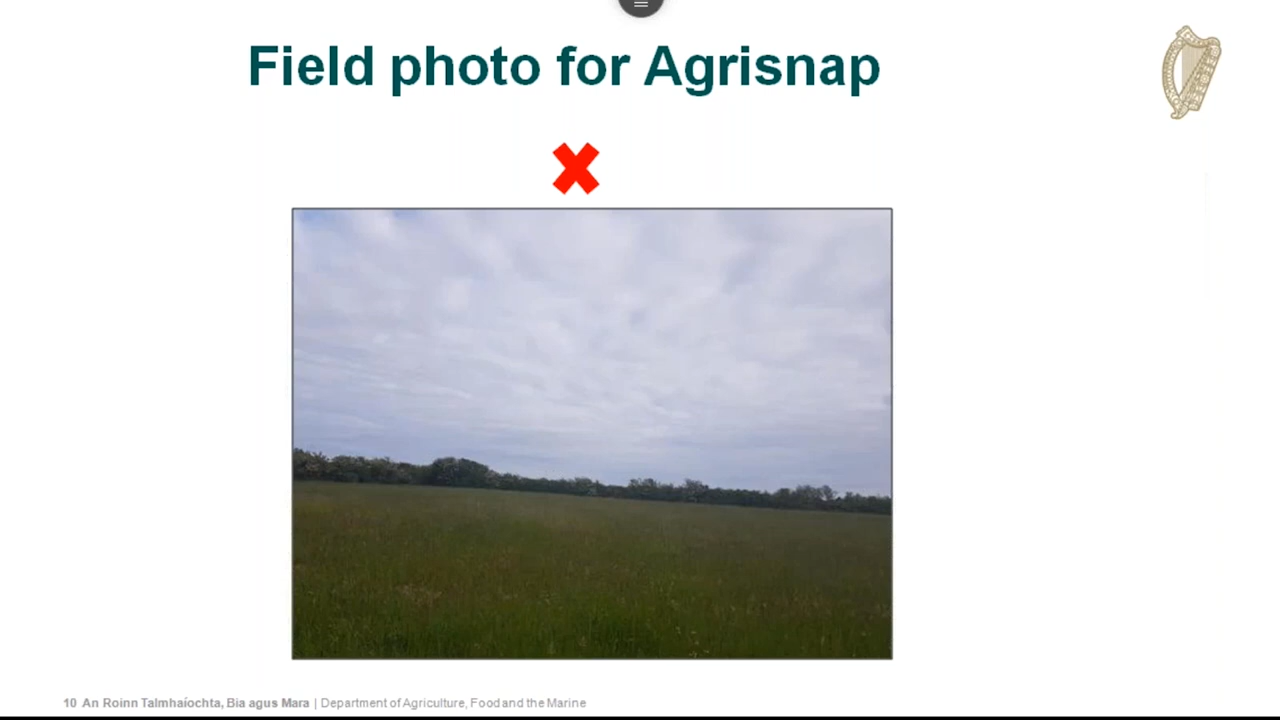 Field photo for Agrisnap
10 An Roinn Talmhaíochta, Bia agus Mara | Department of Agriculture, Food and the Marine